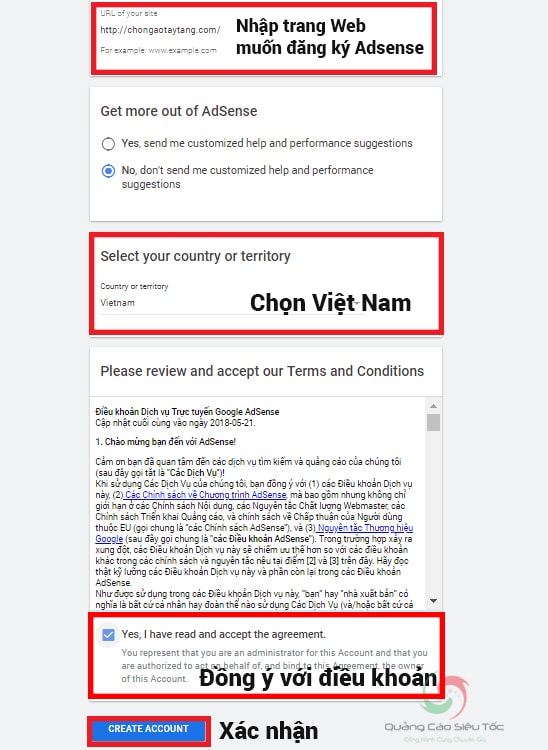 URL of your site
http://chongaotaytang.com/
For example: www.example.com
Nhập trang Web
muốn đăng ký Adsense
Get more out of AdSense
Yes, send me customized help and performance suggestions
No, don't send me customized help and performance
suggestions
Select your country or territory
Country or territory
Vietnam
Chọn Việt Nam
Please review and accept our Terms and Conditions
Điều khoản Dịch vụ Trực tuyến Google AdSense
Cập nhật cuối cùng vào ngày 2018-05-21.
1. Chào mừng bạn đến với AdSense!
Cảm ơn bạn đã quan tâm đến các dịch vụ tìm kiếm và quảng cáo của chúng tôi
(sau đây gọi tắt là "Các Dịch Vụ")!
Khi sử dụng Các Dịch Vụ của chúng tôi, bạn đồng ý với (1) các Điều khoản Dịch vụ
này, (2) Các Chính sách về Chương trình AdSense, mà bao gồm nhưng không chỉ
giới hạn ở các Chính sách Nội dung, các Nguyên tắc Chất lượng Webmaster, các
Chính sách Triển khai Quảng cáo, và chính sách về Chấp thuận của Người dùng
thuộc EU (gọi chung là "các Chính sách AdSense"), và (3) Nguyên tắc Thương hiệu
Google (sau đây gọi chung là "các Điều khoản AdSense"). Trong trường hợp xảy ra
xung đột, các Điều khoản Dịch vụ này sẽ chiếm ưu thế hơn so với các điều khoản
khác trong các chính sách và nguyên tắc nêu tại điểm [2] và [3] trên đây. Hãy đọc
thật kỹ lưỡng các Điều khoản Dịch vụ này và phần còn lại trong các Điều khoản
AdSense.
Như được sử dụng trong các Điều khoản Dịch vụ này, "bạn" hay "nhà xuất bản" có
nghĩa là bất cứ cá nhân hay đoàn thể nào sử dụng Các Dịch Vụ (và/hoặc bất cứ cá
Yes, I have read and accept the agreement.
You represent that you are an administrator for this Account and that you
are authorized to act on behalf of, and bind to this Agreement, the owner
of this Account.
Đồng ý với điều khoản
CREATE ACCOUNT
Xác nhận
Quảng Cáo Siêu Tốc
Đồng Hành Cùng Chuyên Gia